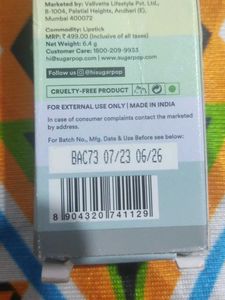 Marketed by: Vellvette Lifestyle Pvt. Ltd.,
B-1004, Palatial Heights, Andheri (E),
Mumbai 400072
Commodity: Lipstick
MRP: ₹499.00 (Inclusive of all taxes)
Net Wt. 6.4 g
Customer Care: 1800-209-9933
hi@sugarpop.com | www.sugarpop.com
Follow us @hisugarpop
CRUELTY-FREE PRODUCT
FOR EXTERNAL USE ONLY | MADE IN INDIA
In case of consumer complaints contact the marketed
by address.
For Batch No., Mfg. Date & Use Before see below:
BAC73 07/23 06/26
8 904320 741129